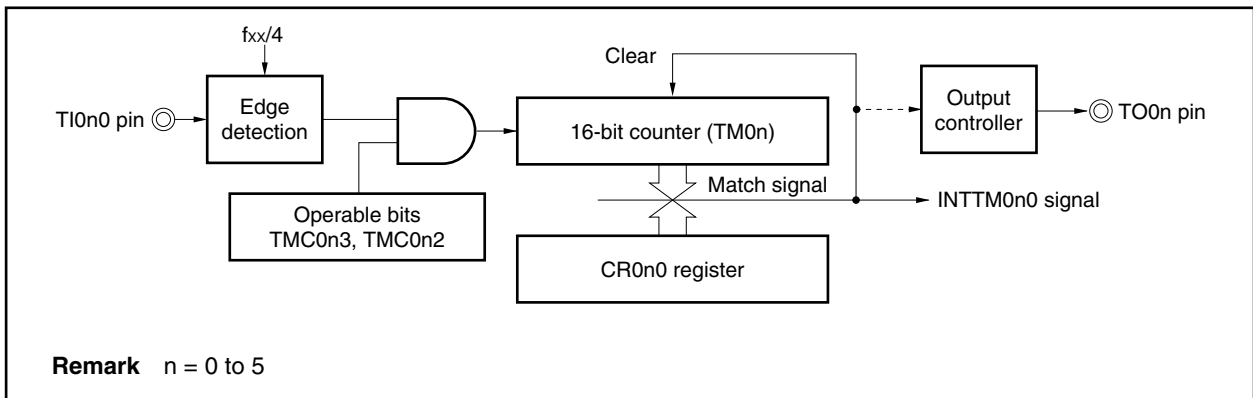 fxx/4
Clear
TI0n0 pin
Edge
detection
16-bit counter (TM0n)
Output
controller
TO0n pin
Operable bits
TMC0n3, TMC0n2
Match signal
INTTM0n0 signal
CR0n0 register
Remark n = 0 to 5